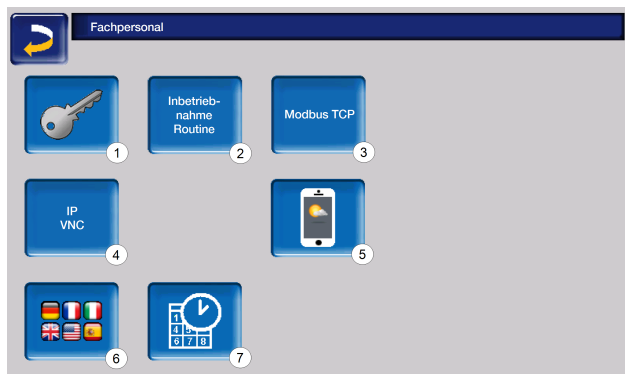 Fachpersonal
1
Inbetrieb-
nahme
Routine
2
Modbus TCP
3
IP
VNC
4
5
6
1
4 5
6 7 8
7